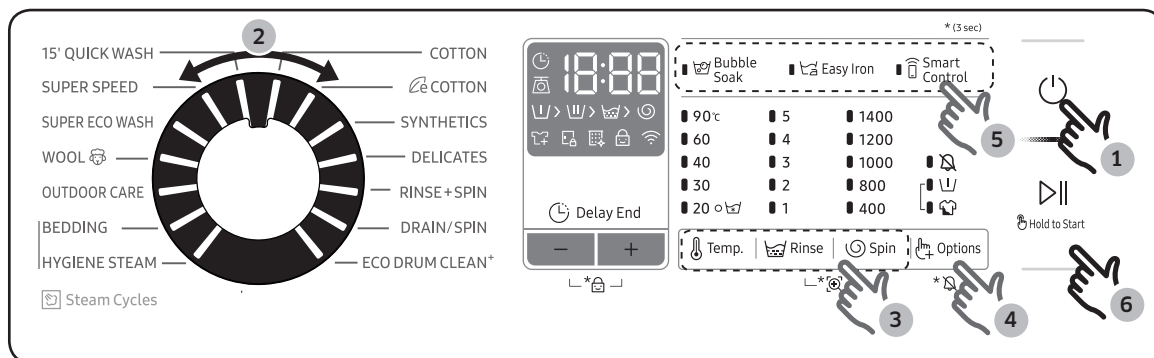 2
15' QUICK WASH
SUPER SPEED
SUPER ECO WASH
WOOL
OUTDOOR CARE
BEDDING
HYGIENE STEAM
Steam Cycles
COTTON
e COTTON
SYNTHETICS
DELICATES
RINSE+SPIN
DRAIN/SPIN
ECO DRUM CLEAN+
18:88
Delay End
− +
*
* (3 sec)
Bubble
Soak
Easy Iron
Smart
Control
5
90℃ 5 1400
60 4 1200
40 3 1000
30 2 800
20 1 400
Temp. Rinse Spin Options
* *
3
4
1
Hold to Start
6